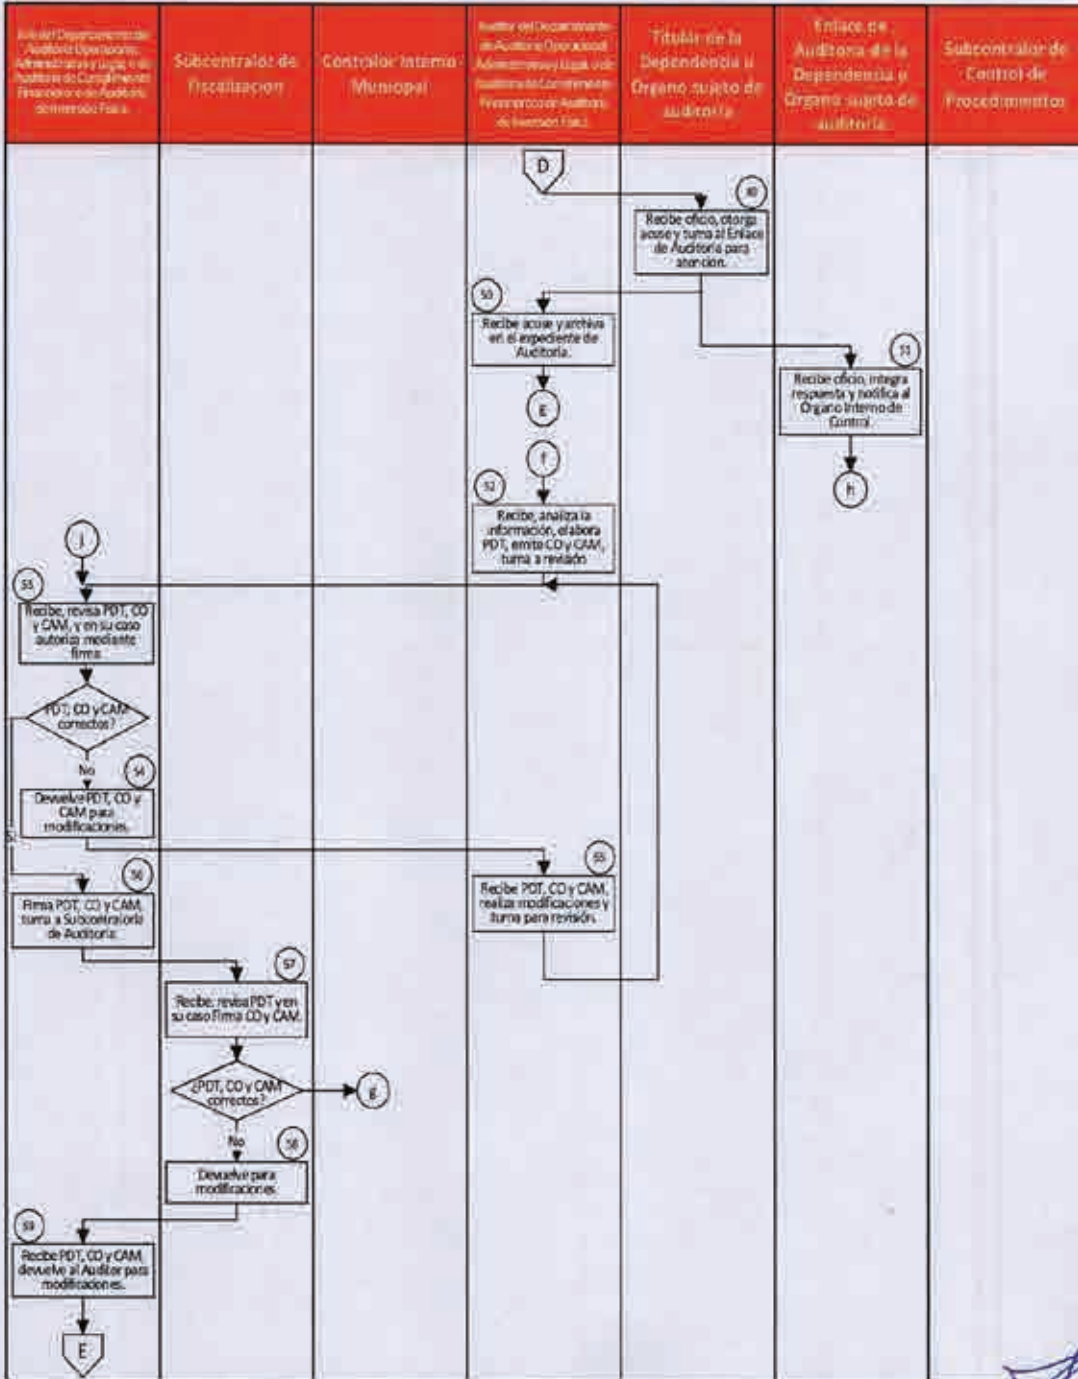 Subcontralor de
Fiscalización
Contralor Interno
Municipal
Titular de la
Dependencia u
Órgano sujeto de
auditoría
Enlace de
Auditoría de la
Dependencia u
Órgano sujeto de
auditoría
Subcontralor de
Control de
Procedimientos
D
Recibe oficio, otorga
acuse y turna al Enlace
de Auditoría para
atención.
50
Recibe acuse y archiva
en el expediente de
Auditoría.
E
51
Recibe oficio, integra
respuesta y notifica al
Órgano Interno de
Control.
h
f
52
Recibe, analiza la
información, elabora
PDT, emite CO y CAM,
turna a revisión
Recibe, revisa PDT, CO
y CAM, y en su caso
autoriza mediante
firma
PDT, CO y CAM
correctos?
No
54
Devuelve PDT, CO y
CAM para
modificaciones.
55
Recibe PDT, CO y CAM,
realiza modificaciones y
turna para revisión.
56
Firma PDT, CO y CAM,
turna a Subcontraloría
de Auditoría
57
Recibe, revisa PDT y en
su caso Firma CO y CAM.
¿PDT, CO y CAM
correctos?
g
No
58
Devuelve para
modificaciones
59
Recibe PDT, CO y CAM,
devuelve al Auditor para
modificaciones.
E